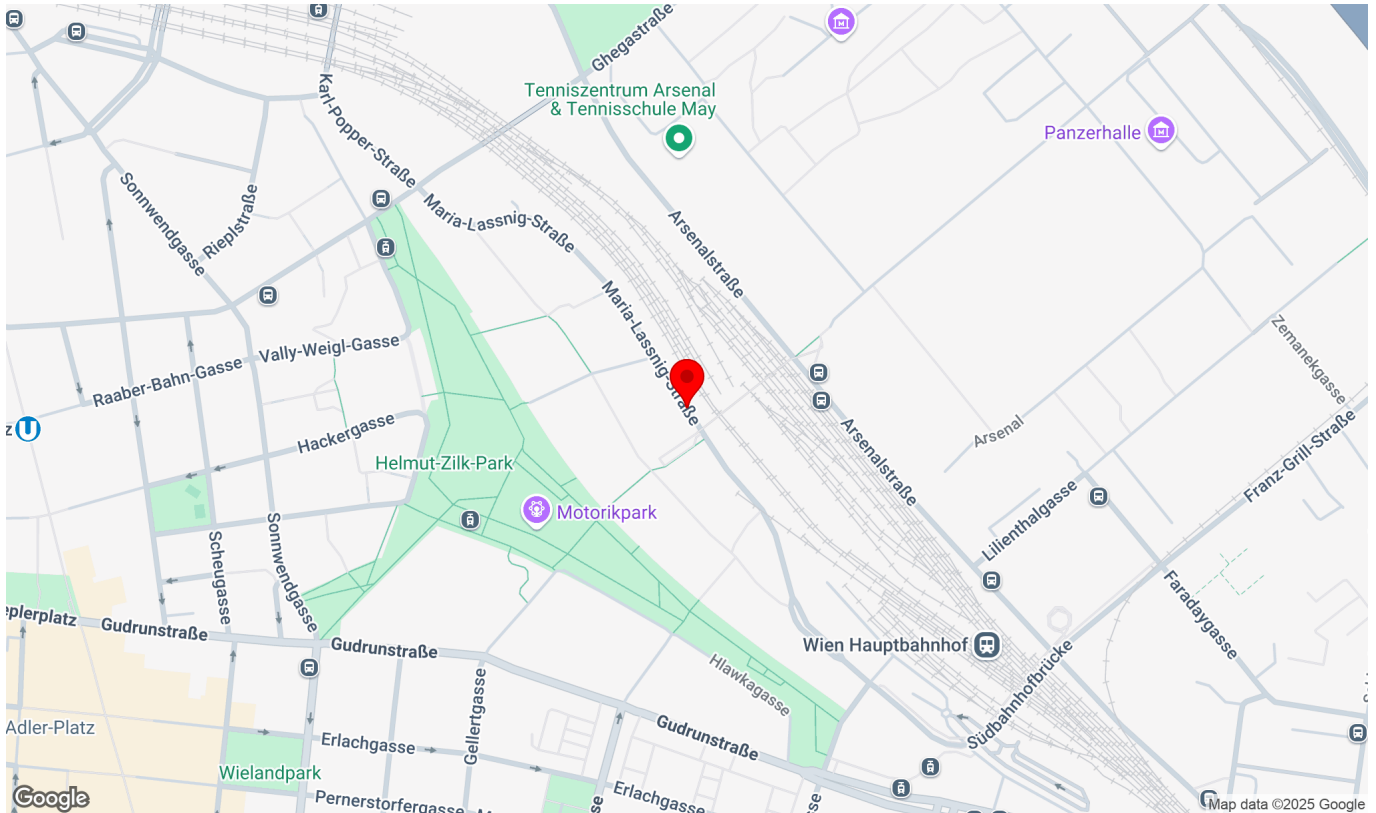 Ghegastraße
Tenniszentrum Arsenal
& Tennisschule May
Karl-Popper-Straße
Panzerhalle
Sonnwendgasse
Rieplstraße
Maria-Lassnig-Straße
Arsenalstraße
Maria-Lassnig-Straße
Zemanekgasse
Vally-Weigl-Gasse
Raaber-Bahn-Gasse
Hackergasse
Arsenal
Arsenalstraße
Franz-Grill-Straße
z
Helmut-Zilk-Park
Motorikpark
Lilienthalgasse
Scheugasse
Sonnwendgasse
Faradaygasse
eplerplatz
Gudrunstraße
Gudrunstraße
Wien Hauptbahnhof
Hlawkagasse
Südbahnhofbrücke
Adler-Platz
Gellertgasse
Gudrunstraße
Erlachgasse
Wielandpark
Erlachgasse
Pernerstorfergasse
sse
sse
Google
Map data ©2025 Google